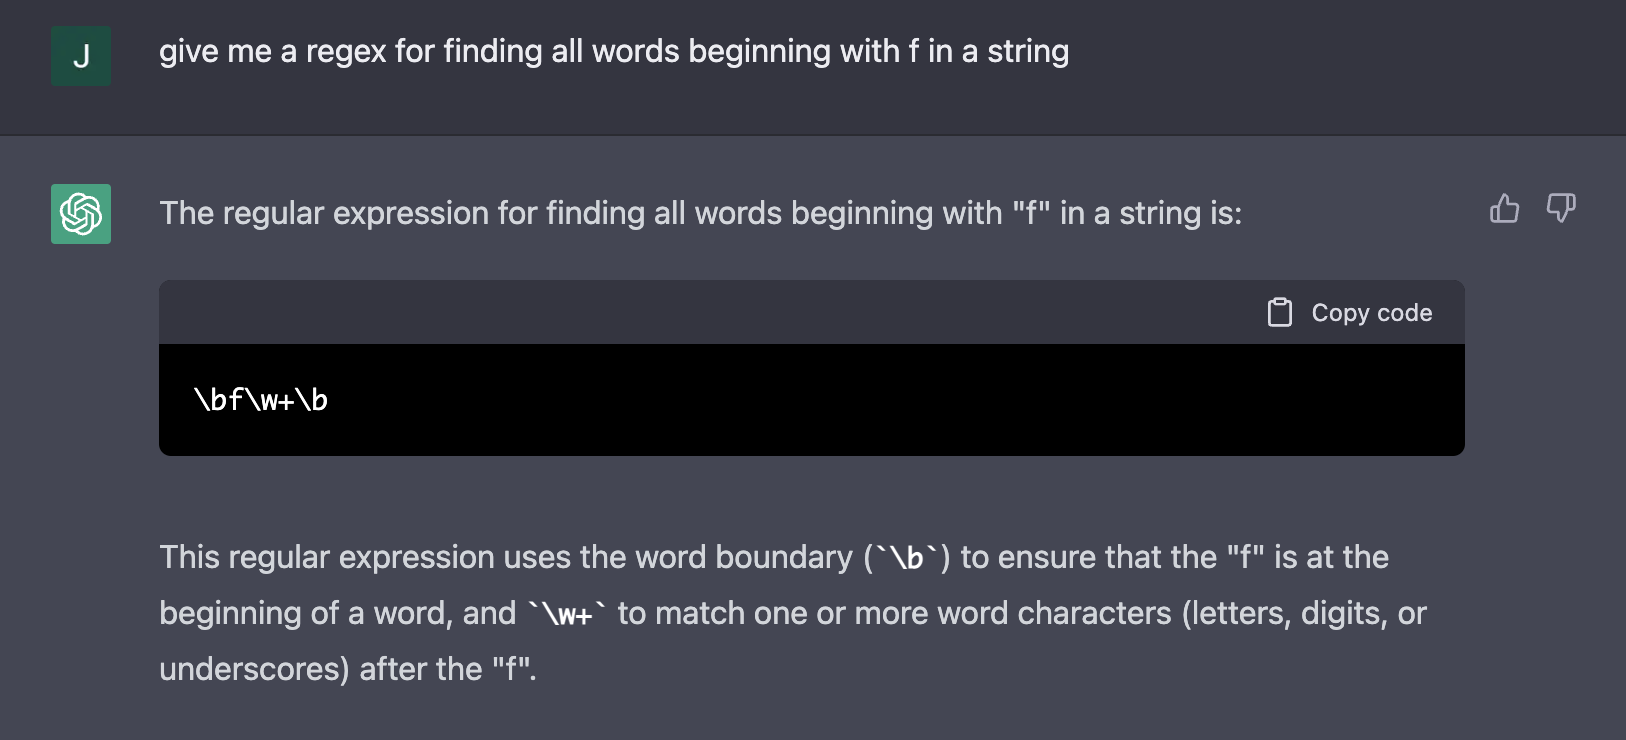 J
give me a regex for finding all words beginning with f in a string
The regular expression for finding all words beginning with "f" in a string is:
Copy code
\bf\w+\b
This regular expression uses the word boundary (`\b`) to ensure that the "f" is at the
beginning of a word, and `\w+` to match one or more word characters (letters, digits, or
underscores) after the "f".